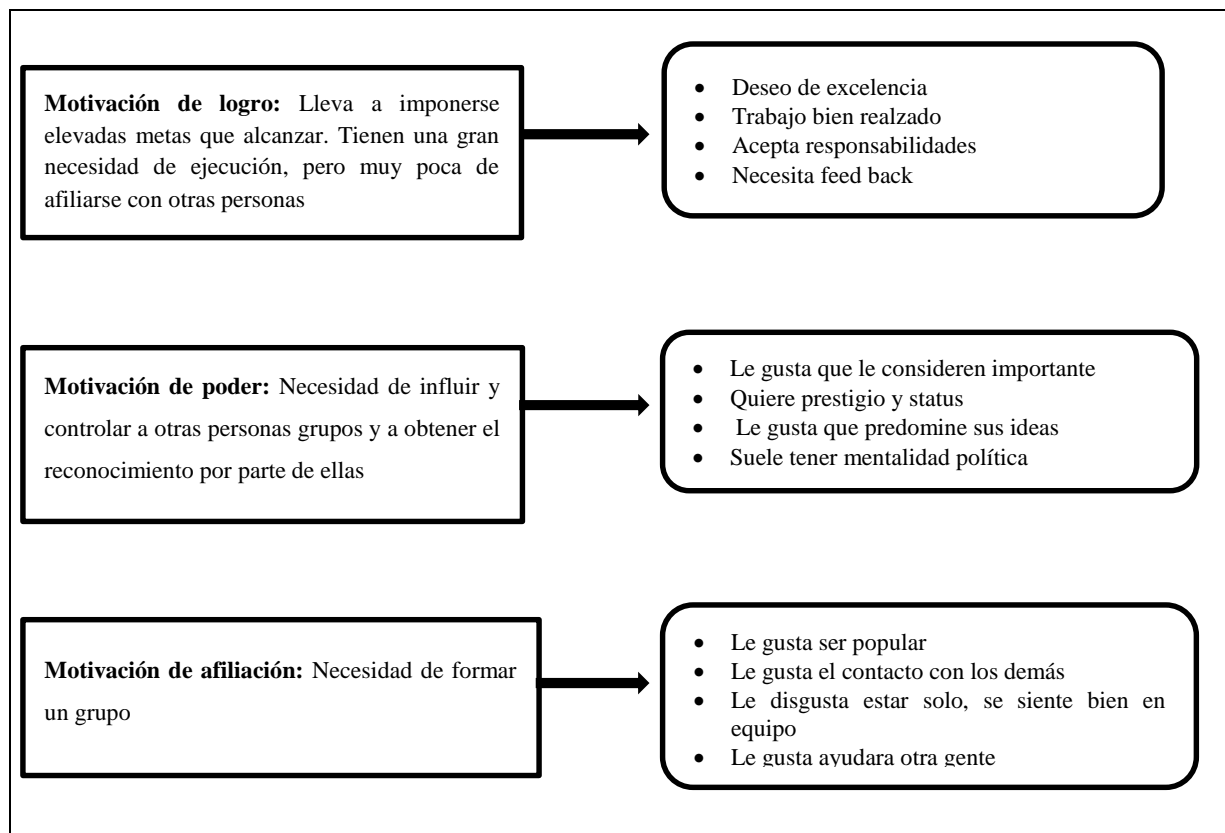 Motivación de logro: Lleva a imponerse
elevadas metas que alcanzar. Tienen una gran
necesidad de ejecución, pero muy poca de
afiliarse con otras personas
• Deseo de excelencia
• Trabajo bien realzado
• Acepta responsabilidades
• Necesita feed back
Motivación de poder: Necesidad de influir y
controlar a otras personas grupos y a obtener el
reconocimiento por parte de ellas
• Le gusta que le consideren importante
• Quiere prestigio y status
• Le gusta que predomine sus ideas
• Suele tener mentalidad política
Motivación de afiliación: Necesidad de formar
un grupo
• Le gusta ser popular
• Le gusta el contacto con los demás
• Le disgusta estar solo, se siente bien en
equipo
• Le gusta ayudara otra gente